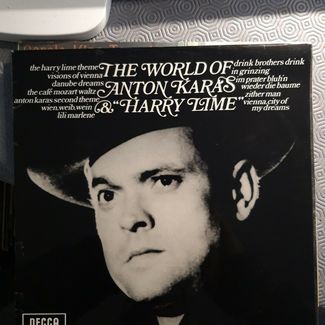 the harry lime theme
visions of vienna
danube dreams
the café mozart waltz
anton karas second theme
wien, weib, wein
lili marlene
THE WORLD OF
ANTON KARAS
& "HARRY LIME"
drink brothers drink
in grinzing
im prater bluh'n
wieder die baume
zither man
vienna, city of
my dreams
DECCA